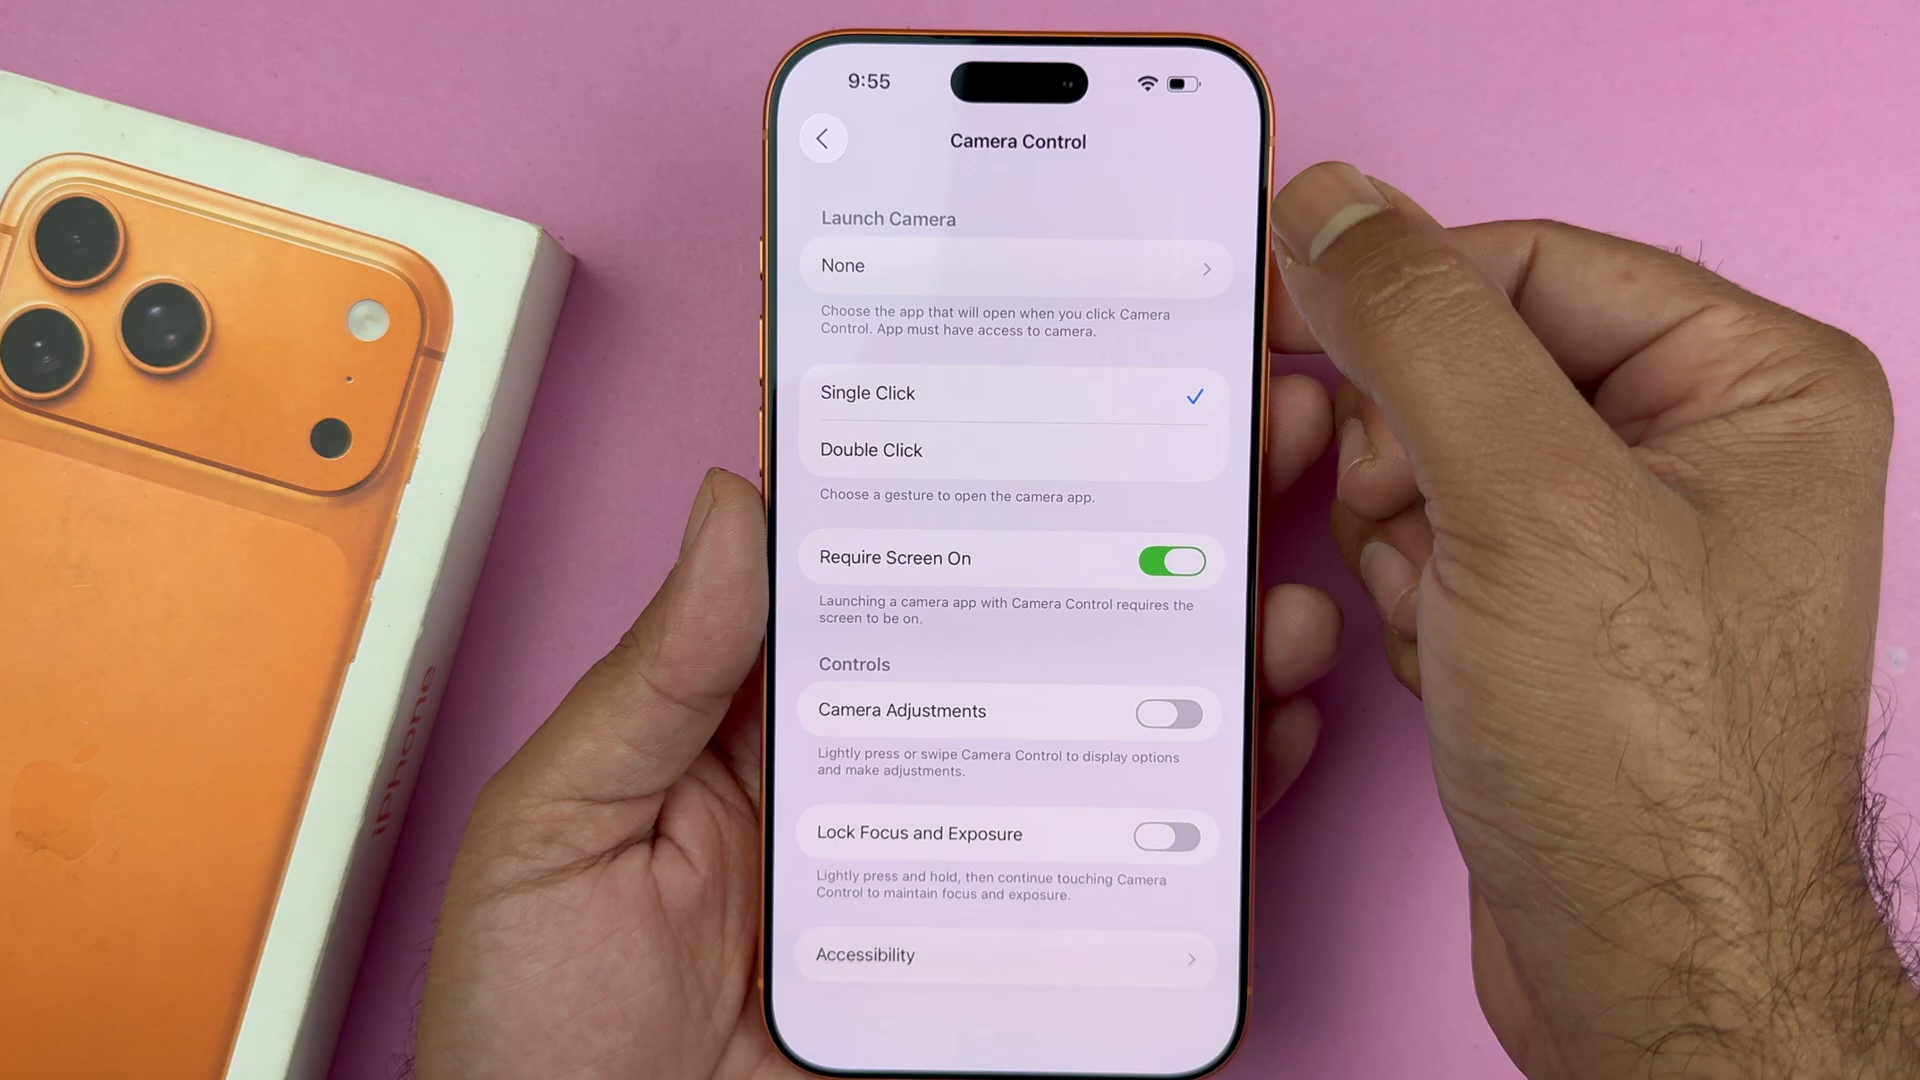 9:55
Camera Control
Launch Camera
None
Choose the app that will open when you click Camera
Control. App must have access to camera.
Single Click
Double Click
Choose a gesture to open the camera app.
Require Screen On
Launching a camera app with Camera Control requires the
screen to be on.
Controls
Camera Adjustments
Lightly press or swipe Camera Control to display options
and make adjustments.
Lock Focus and Exposure
Lightly press and hold, then continue touching Camera
Control to maintain focus and exposure.
Accessibility
iPhone